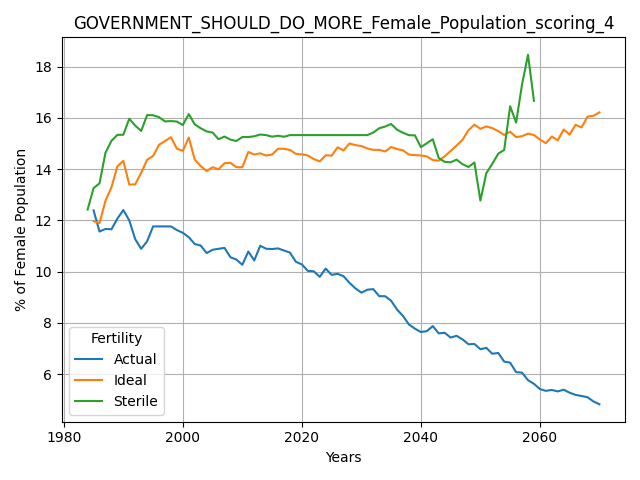 GOVERNMENT_SHOULD_DO_MORE_Female_Population_scoring_4
% of Female Population
18
16
14
12
10
8
6
Fertility
Actual
Ideal
Sterile
1980 2000 2020 2040 2060
Years